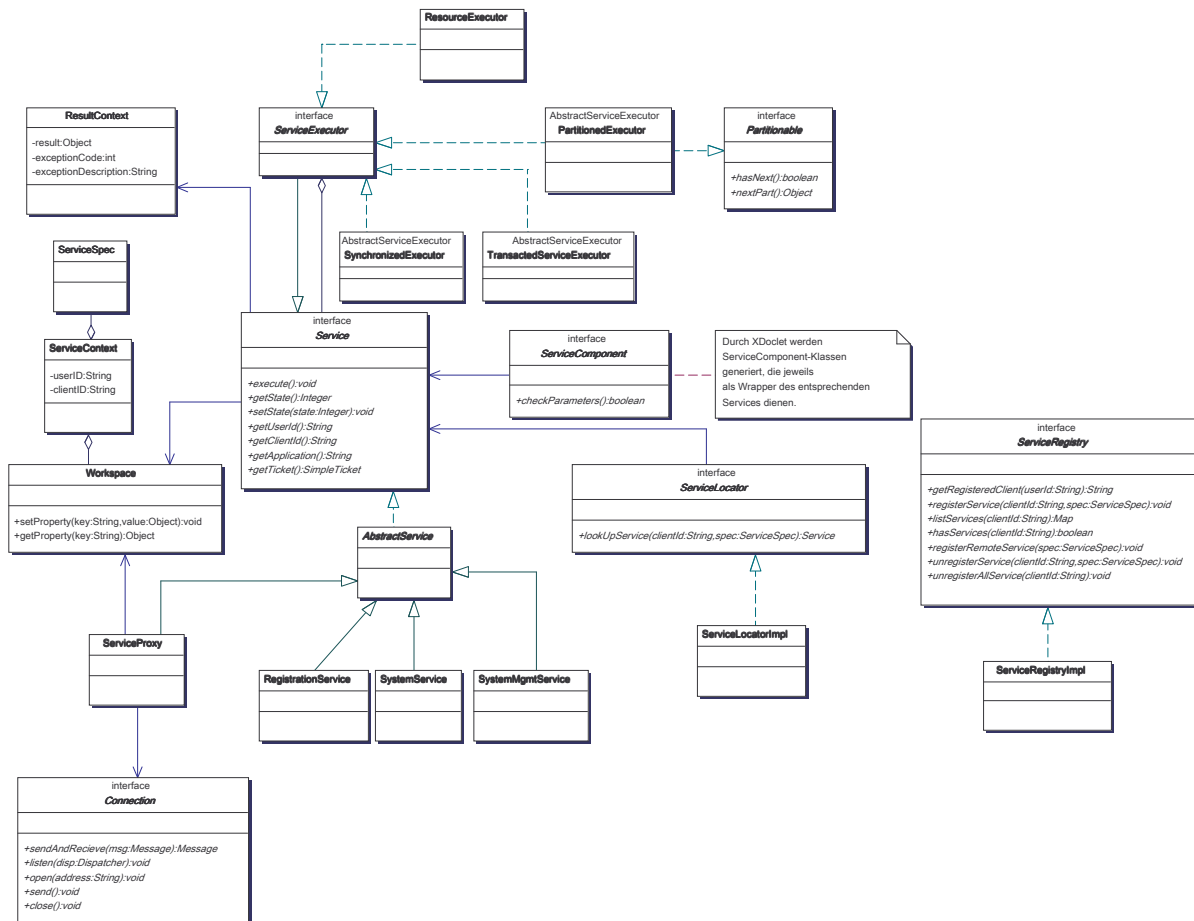 ResourceExecutor
ResultContext
-result:Object
-exceptionCode:int
-exceptionDescription:String
interface
ServiceExecutor
AbstractServiceExecutor
PartitionedExecutor
interface
Partitionable
+hasNext():boolean
+nextPart():Object
AbstractServiceExecutor
SynchronizedExecutor
AbstractServiceExecutor
TransactedServiceExecutor
ServiceSpec
ServiceContext
-userID:String
-clientID:String
interface
Service
+execute():void
+getState():Integer
+setState(state:Integer):void
+getUserId():String
+getClientId():String
+getApplication():String
+getTicket():SimpleTicket
interface
ServiceComponent
+checkParameters():boolean
Durch XDoclet werden
ServiceComponent-Klassen
generiert, die jeweils
als Wrapper des entsprechenden
Services dienen.
interface
ServiceRegistry
+getRegisteredClient(userId:String):String
+registerService(clientId:String,spec:ServiceSpec):void
+listServices(clientId:String):Map
+hasServices(clientId:String):boolean
+registerRemoteService(spec:ServiceSpec):void
+unregisterService(clientId:String,spec:ServiceSpec):void
+unregisterAllService(clientId:String):void
Workspace
+setProperty(key:String,value:Object):void
+getProperty(key:String):Object
interface
ServiceLocator
+lookUpService(clientId:String,spec:ServiceSpec):Service
AbstractService
ServiceProxy
ServiceLocatorImpl
ServiceRegistryImpl
RegistrationService
SystemService
SystemMgmtService
interface
Connection
+sendAndRecieve(msg:Message):Message
+listen(disp:Dispatcher):void
+open(address:String):void
+send():void
+close():void